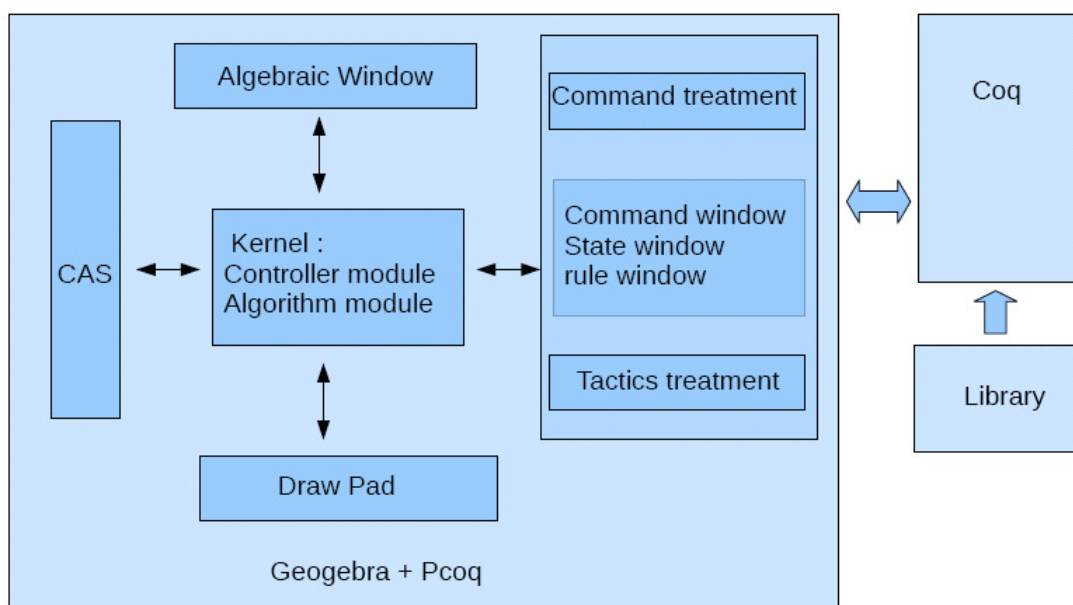 Algebraic Window
Command treatment
Coq
CAS
Kernel :
Controller module
Algorithm module
Command window
State window
rule window
Tactics treatment
Library
Draw Pad
Geogebra + Pcoq